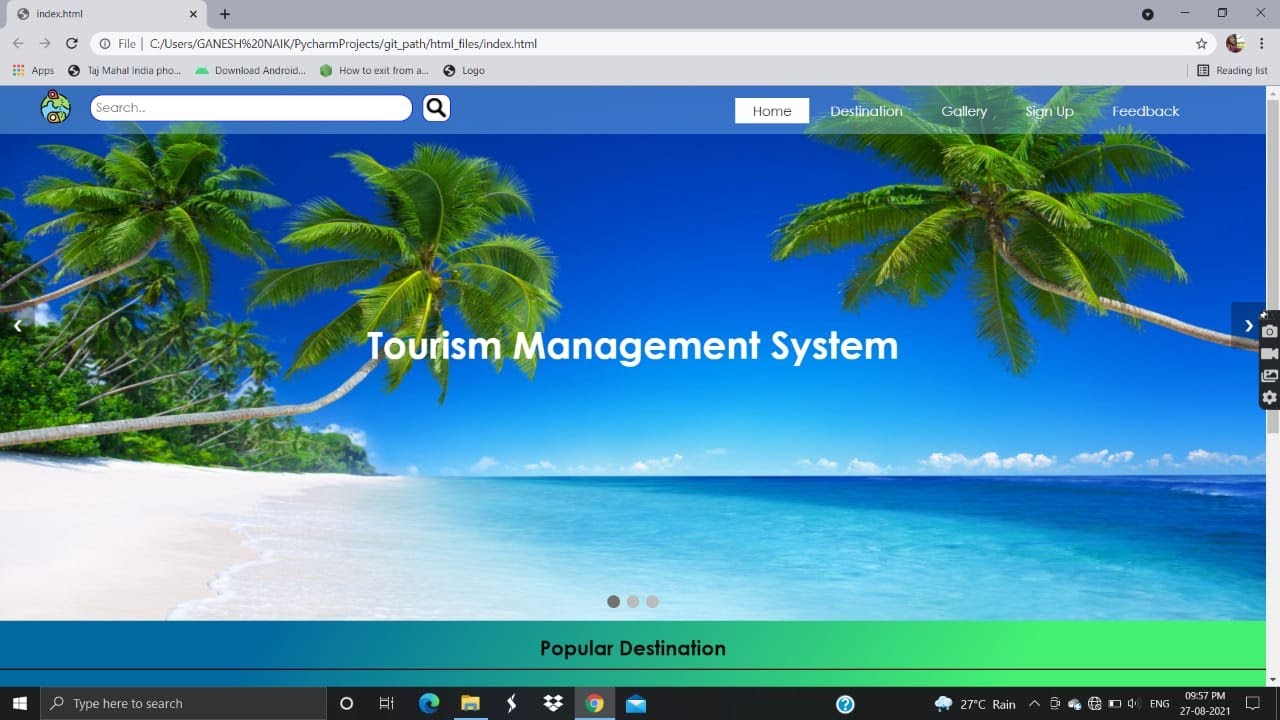 index.html
File | C:/Users/GANESH%20NAIK/PycharmProjects/git_path/html_files/index.html
Apps Taj Mahal India pho... Download Android... How to exit from a... Logo Reading list
Search.. Home Destination Gallery Sign Up Feedback
Tourism Management System
Popular Destination
Type here to search 27°C Rain ENG 09:57 PM
27-08-2021